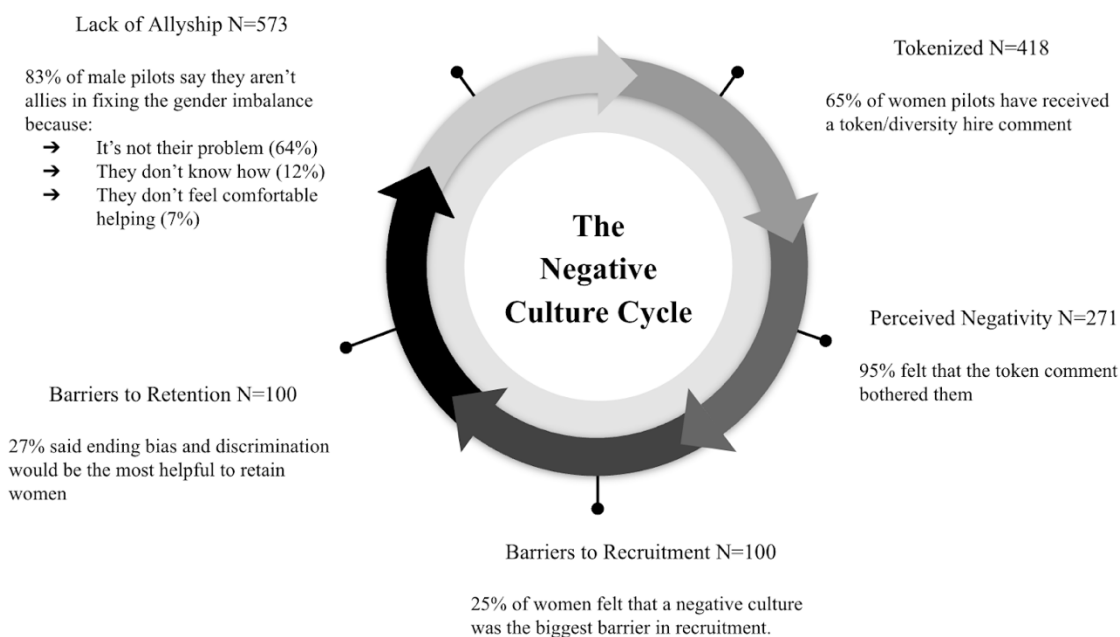 Lack of Allyship N=573
83% of male pilots say they aren’t
allies in fixing the gender imbalance
because:
➔ It’s not their problem (64%)
➔ They don’t know how (12%)
➔ They don’t feel comfortable
helping (7%)
Tokenized N=418
65% of women pilots have received
a token/diversity hire comment
The
Negative
Culture Cycle
Perceived Negativity N=271
95% felt that the token comment
bothered them
Barriers to Retention N=100
27% said ending bias and discrimination
would be the most helpful to retain
women
Barriers to Recruitment N=100
25% of women felt that a negative culture
was the biggest barrier in recruitment.